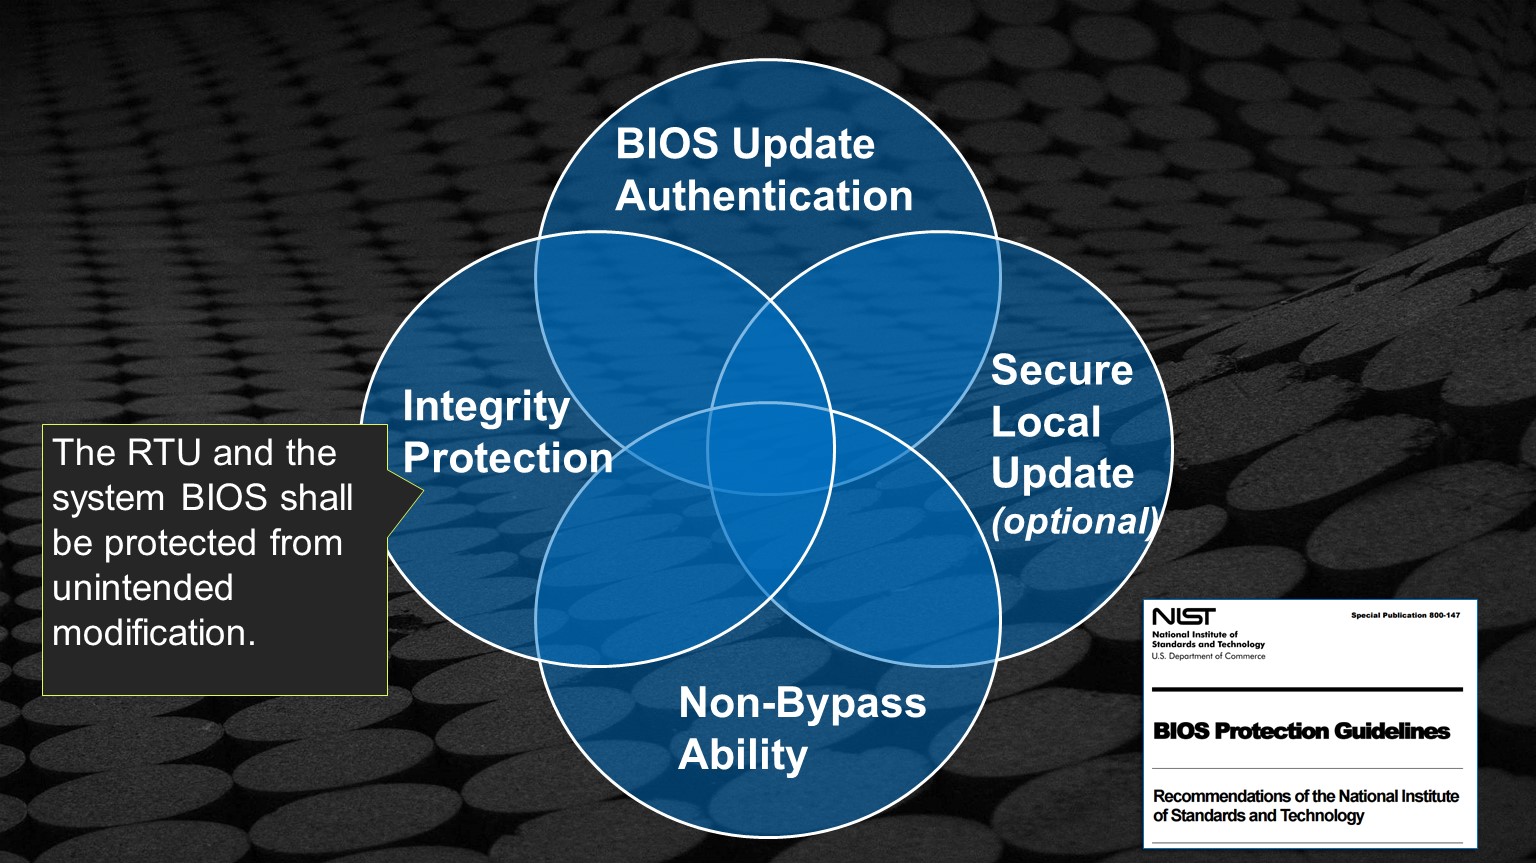 BIOS Update
Authentication
Integrity
Protection
Secure
Local
Update
(optional)
The RTU and the
system BIOS shall
be protected from
unintended
modification.
Non-Bypass
Ability
NIST
National Institute of
Standards and Technology
U.S. Department of Commerce
Special Publication 800-147
BIOS Protection Guidelines
Recommendations of the National Institute
of Standards and Technology